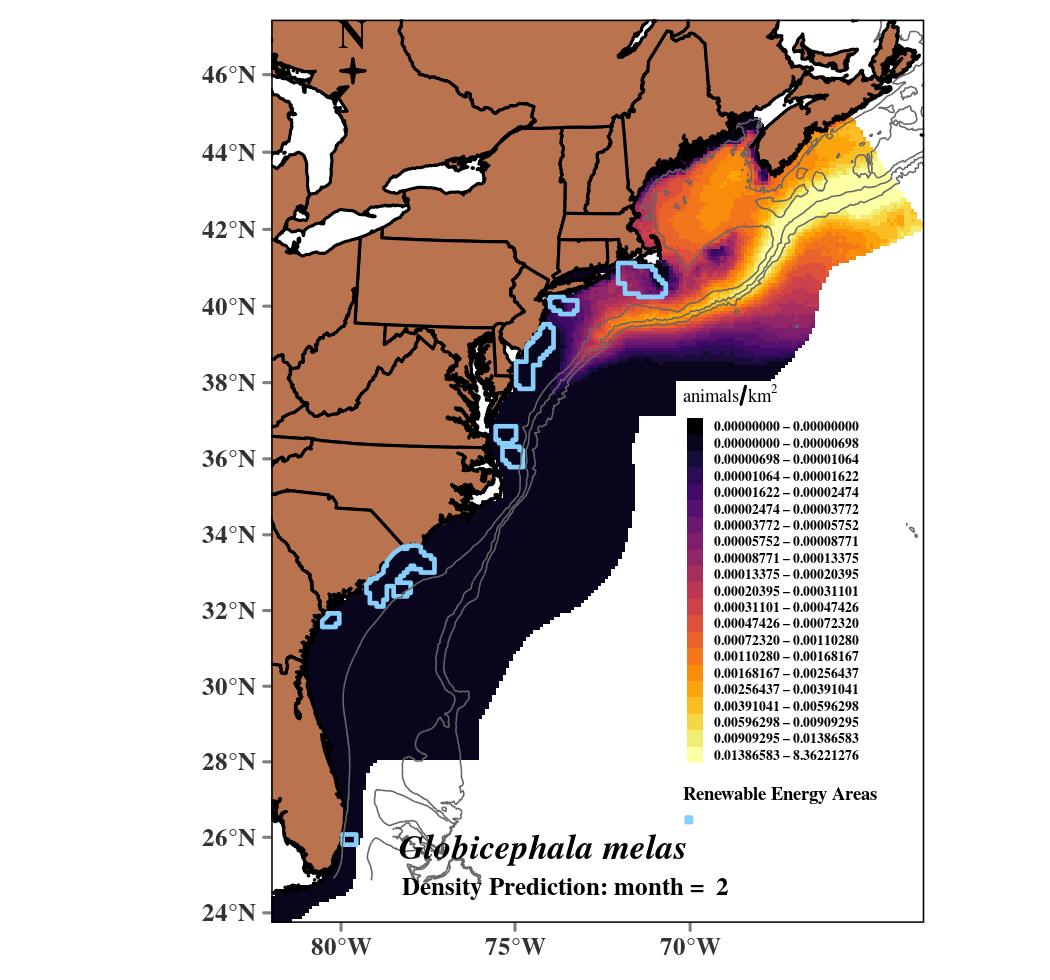 N
46°N
44°N
42°N
40°N
38°N
36°N
34°N
32°N
30°N
28°N
26°N
24°N
80°W
75°W
70°W
animals/km²
0.00000000 – 0.00000000
0.00000000 – 0.00000698
0.00000698 – 0.00001064
0.00001064 – 0.00001622
0.00001622 – 0.00002474
0.00002474 – 0.00003772
0.00003772 – 0.00005752
0.00005752 – 0.00008771
0.00008771 – 0.00013375
0.00013375 – 0.00020395
0.00020395 – 0.00031101
0.00031101 – 0.00047426
0.00047426 – 0.00072320
0.00072320 – 0.00110280
0.00110280 – 0.00168167
0.00168167 – 0.00256437
0.00256437 – 0.00391041
0.00391041 – 0.00596298
0.00596298 – 0.00909295
0.00909295 – 0.01386583
0.01386583 – 8.36221276
Renewable Energy Areas
Globicephala melas
Density Prediction: month = 2